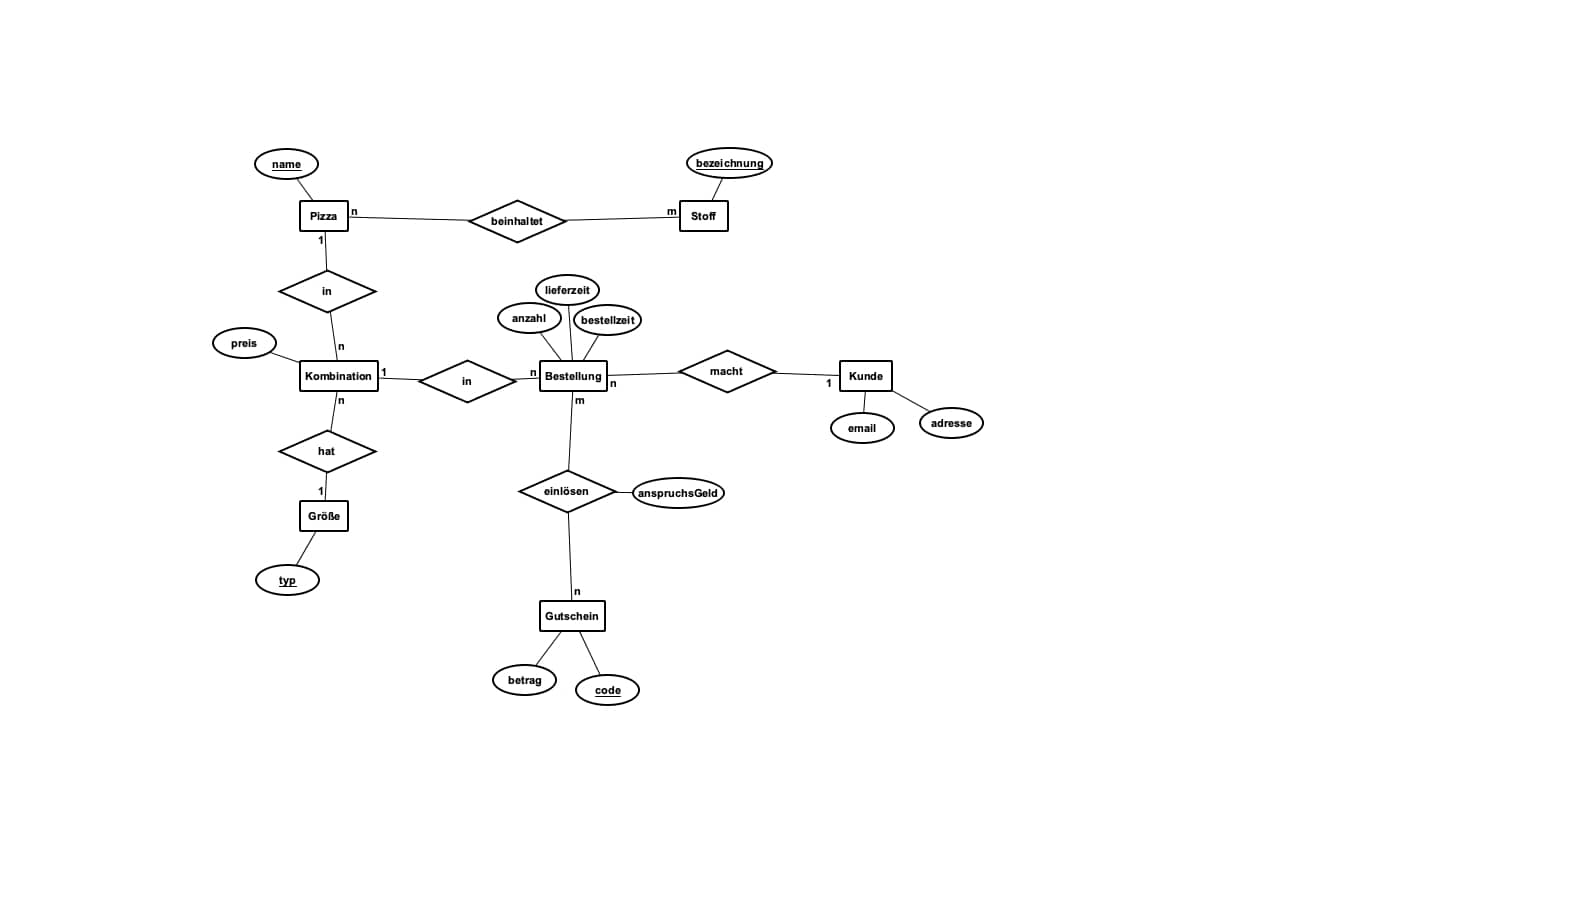 name
bezeichnung
Pizza
n
beinhaltet
m
Stoff
1
in
lieferzeit
anzahl
bestellzeit
preis
n
Kombination
1
in
n
Bestellung
n
macht
1
Kunde
n
m
email
adresse
hat
1
einlösen
anspruchsGeld
Größe
typ
n
Gutschein
betrag
code